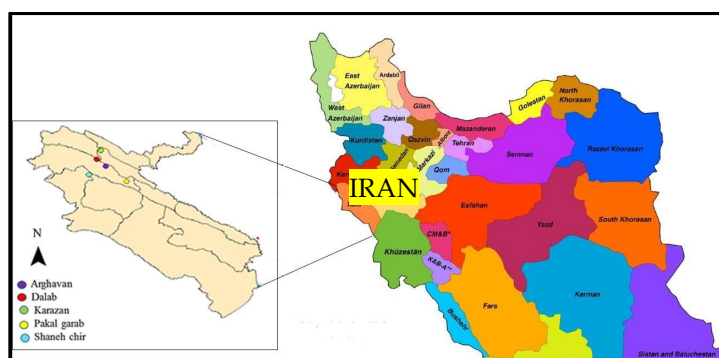 East
Azerbaijan
Ardabil
West
Azerbaijan
Gilan
Golestan
North
Khorasan
Zanjan
Mazanderan
Kurdistan
Qazvin
Alborz
Tehran
Semnan
Razavi Khorasan
Markazi
Qom
IRAN
Esfahan
Yazd
South Khorasan
CM&B*
Khūzestān
K&B-A**
Kerman
Bushehr
Fars
Sistan and Baluchestan
N
Arghavan
Dalab
Karazan
Pakal garab
Shaneh chir